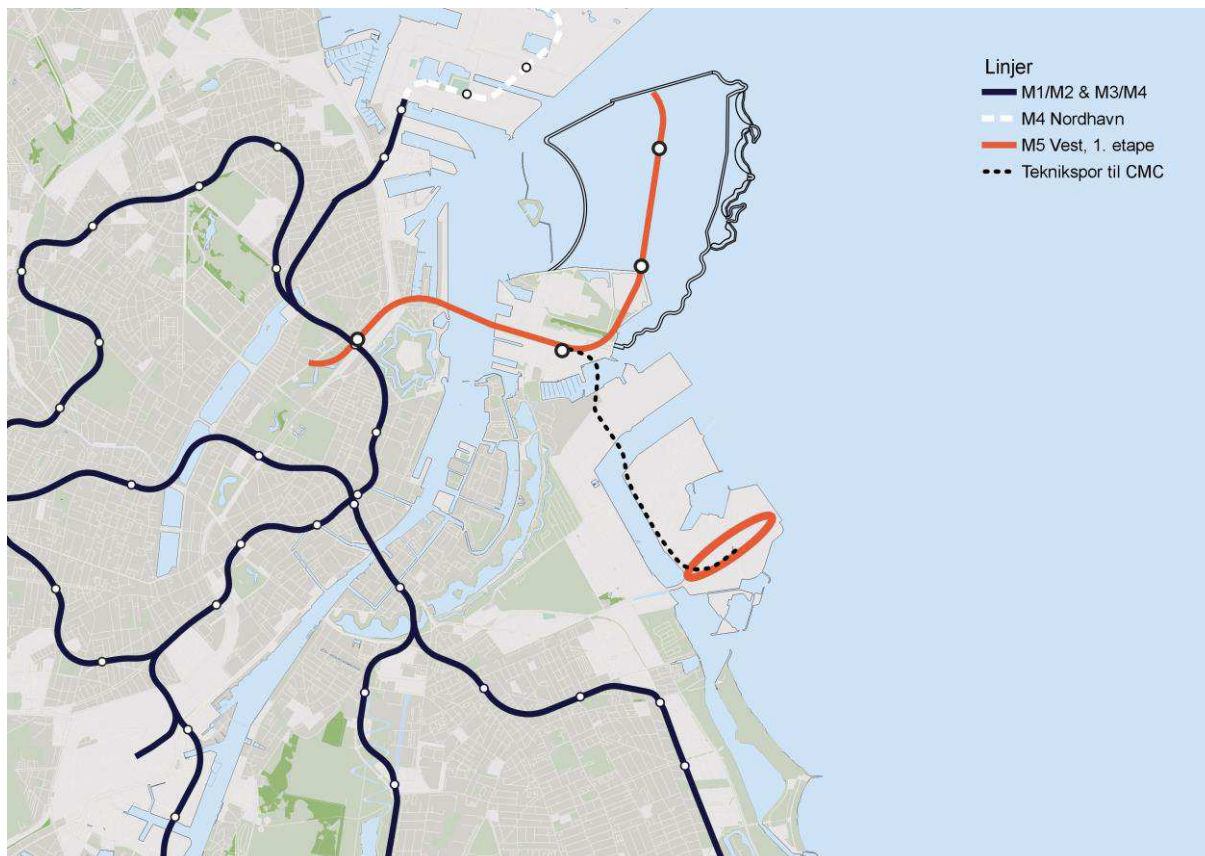 Linjer
M1/M2 & M3/M4
M4 Nordhavn
M5 Vest, 1. etape
Teknikspor til CMC